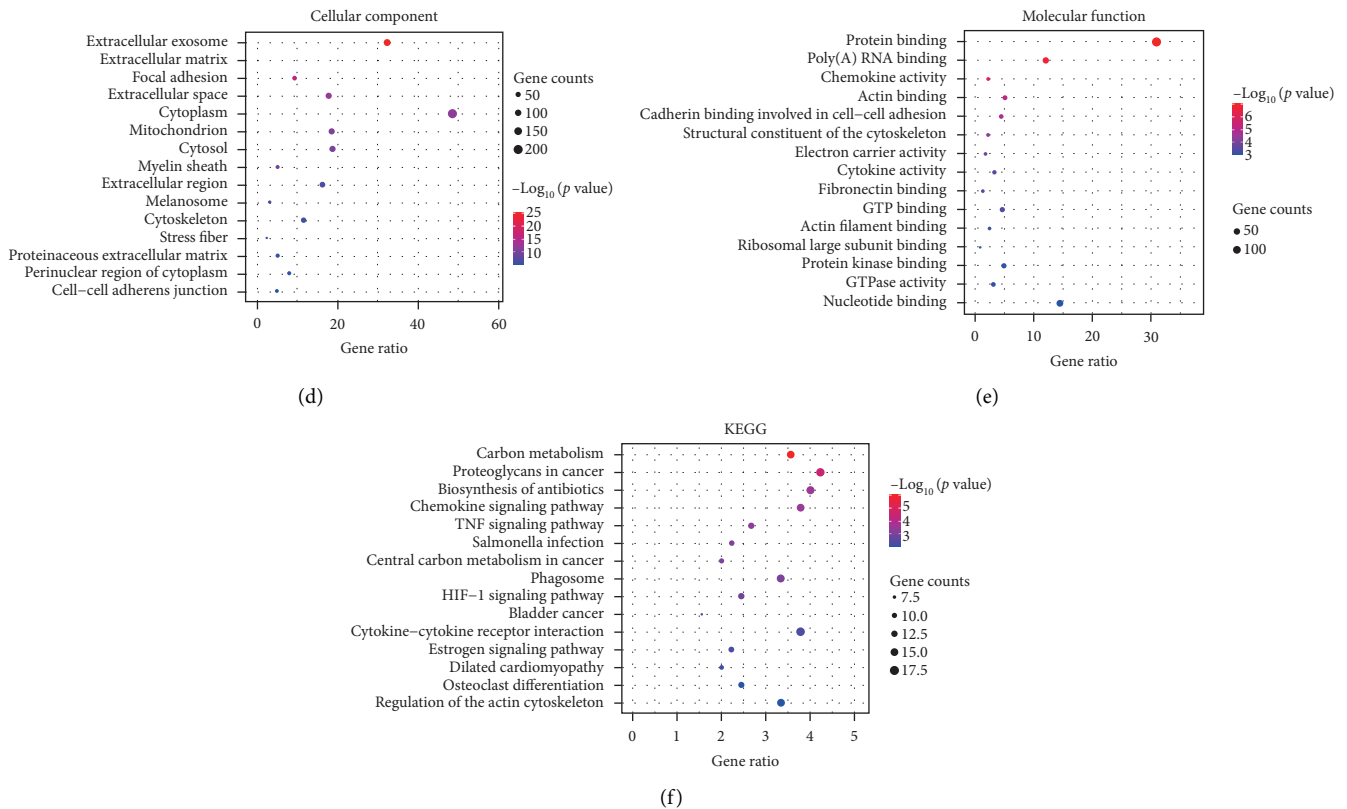 Cellular component
Extracellular exosome
Extracellular matrix
Focal adhesion
Extracellular space
Cytoplasm
Mitochondrion
Cytosol
Myelin sheath
Extracellular region
Melanosome
Cytoskeleton
Stress fiber
Proteinaceous extracellular matrix
Perinuclear region of cytoplasm
Cell−cell adherens junction
0 20 40 60
Gene ratio
Gene counts
50
100
150
200
−Log10 (p value)
25
20
15
10
(d)
Molecular function
Protein binding
Poly(A) RNA binding
Chemokine activity
Actin binding
Cadherin binding involved in cell−cell adhesion
Structural constituent of the cytoskeleton
Electron carrier activity
Cytokine activity
Fibronectin binding
GTP binding
Actin filament binding
Ribosomal large subunit binding
Protein kinase binding
GTPase activity
Nucleotide binding
0 10 20 30
Gene ratio
−Log10 (p value)
6
5
4
3
Gene counts
50
100
(e)
KEGG
Carbon metabolism
Proteoglycans in cancer
Biosynthesis of antibiotics
Chemokine signaling pathway
TNF signaling pathway
Salmonella infection
Central carbon metabolism in cancer
Phagosome
HIF−1 signaling pathway
Bladder cancer
Cytokine−cytokine receptor interaction
Estrogen signaling pathway
Dilated cardiomyopathy
Osteoclast differentiation
Regulation of the actin cytoskeleton
0 1 2 3 4 5
Gene ratio
−Log10 (p value)
5
4
3
Gene counts
7.5
10.0
12.5
15.0
17.5
(f)